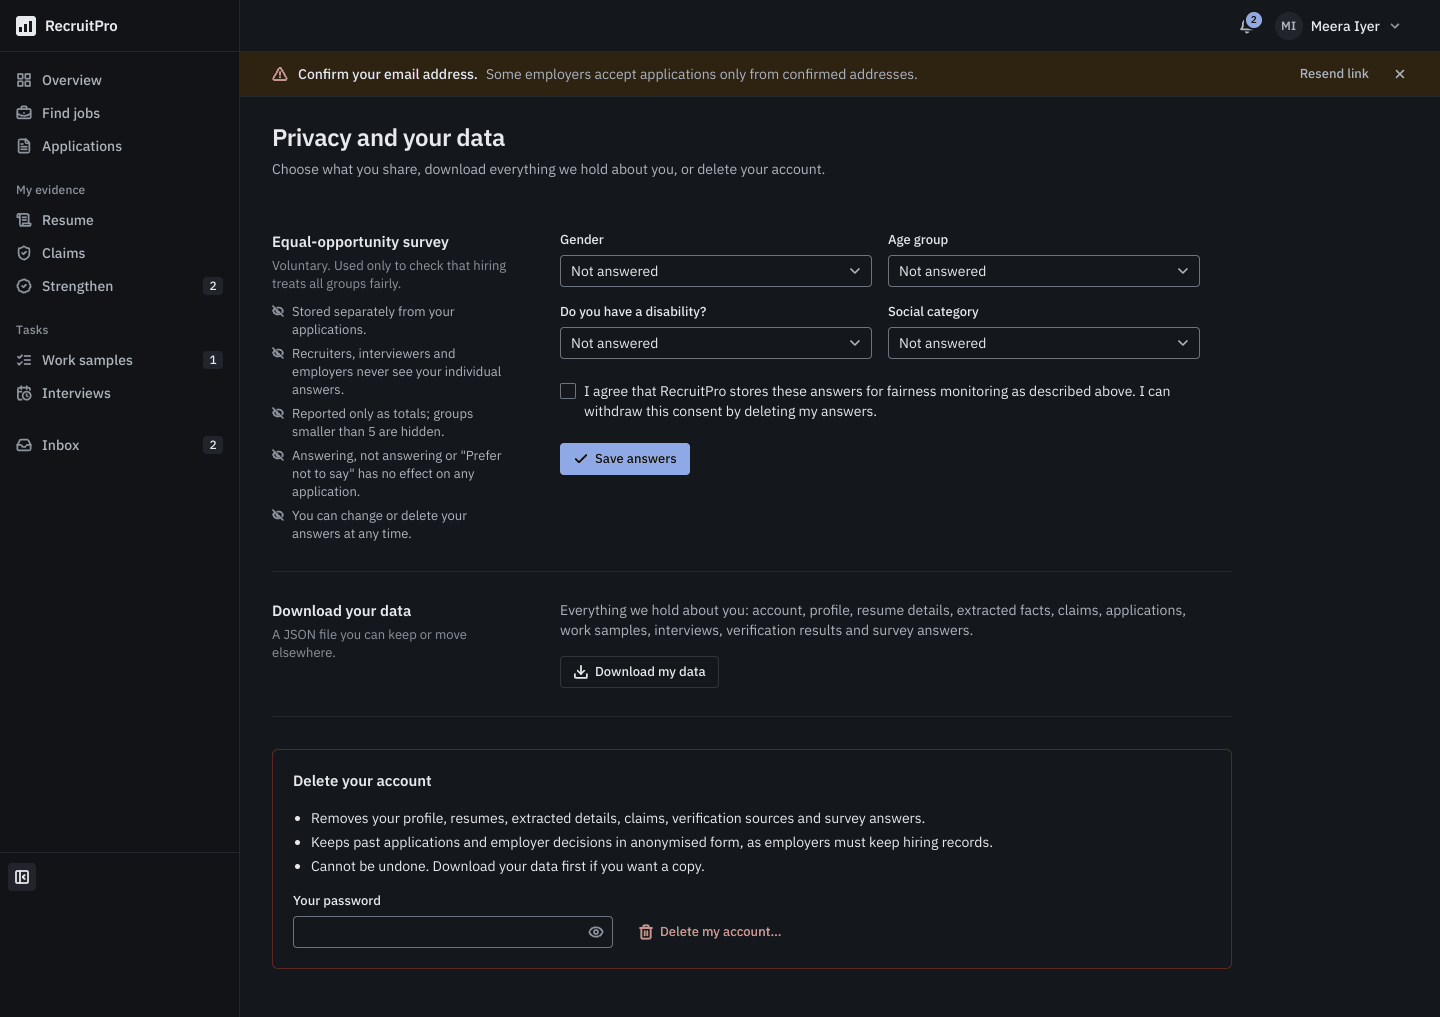 RecruitPro
2
MI
Meera Iyer
Overview
Find jobs
Applications
My evidence
Resume
Claims
Strengthen 2
Tasks
Work samples 1
Interviews
Inbox 2
Confirm your email address. Some employers accept applications only from confirmed addresses.
Resend link
Privacy and your data
Choose what you share, download everything we hold about you, or delete your account.
Equal-opportunity survey
Voluntary. Used only to check that hiring
treats all groups fairly.
Stored separately from your
applications.
Recruiters, interviewers and
employers never see your individual
answers.
Reported only as totals; groups
smaller than 5 are hidden.
Answering, not answering or "Prefer
not to say" has no effect on any
application.
You can change or delete your
answers at any time.
Gender
Not answered
Age group
Not answered
Do you have a disability?
Not answered
Social category
Not answered
I agree that RecruitPro stores these answers for fairness monitoring as described above. I can
withdraw this consent by deleting my answers.
Save answers
Download your data
A JSON file you can keep or move
elsewhere.
Everything we hold about you: account, profile, resume details, extracted facts, claims, applications,
work samples, interviews, verification results and survey answers.
Download my data
Delete your account
Removes your profile, resumes, extracted details, claims, verification sources and survey answers.
Keeps past applications and employer decisions in anonymised form, as employers must keep hiring records.
Cannot be undone. Download your data first if you want a copy.
Your password
Delete my account...